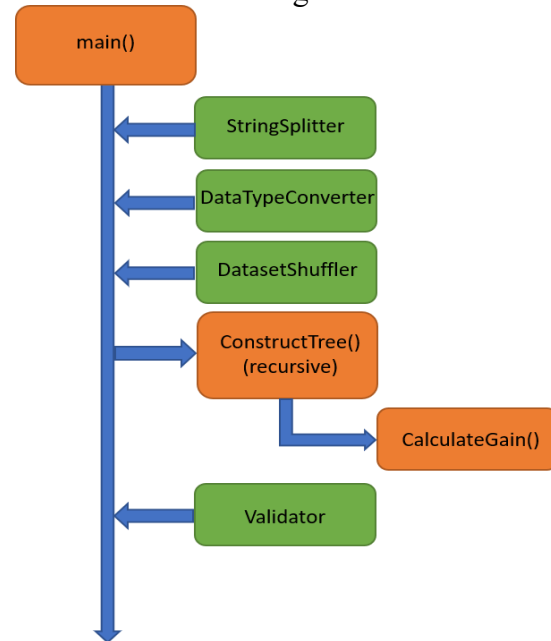 main()
StringSplitter
DataTypeConverter
DatasetShuffler
ConstructTree()
(recursive)
CalculateGain()
Validator